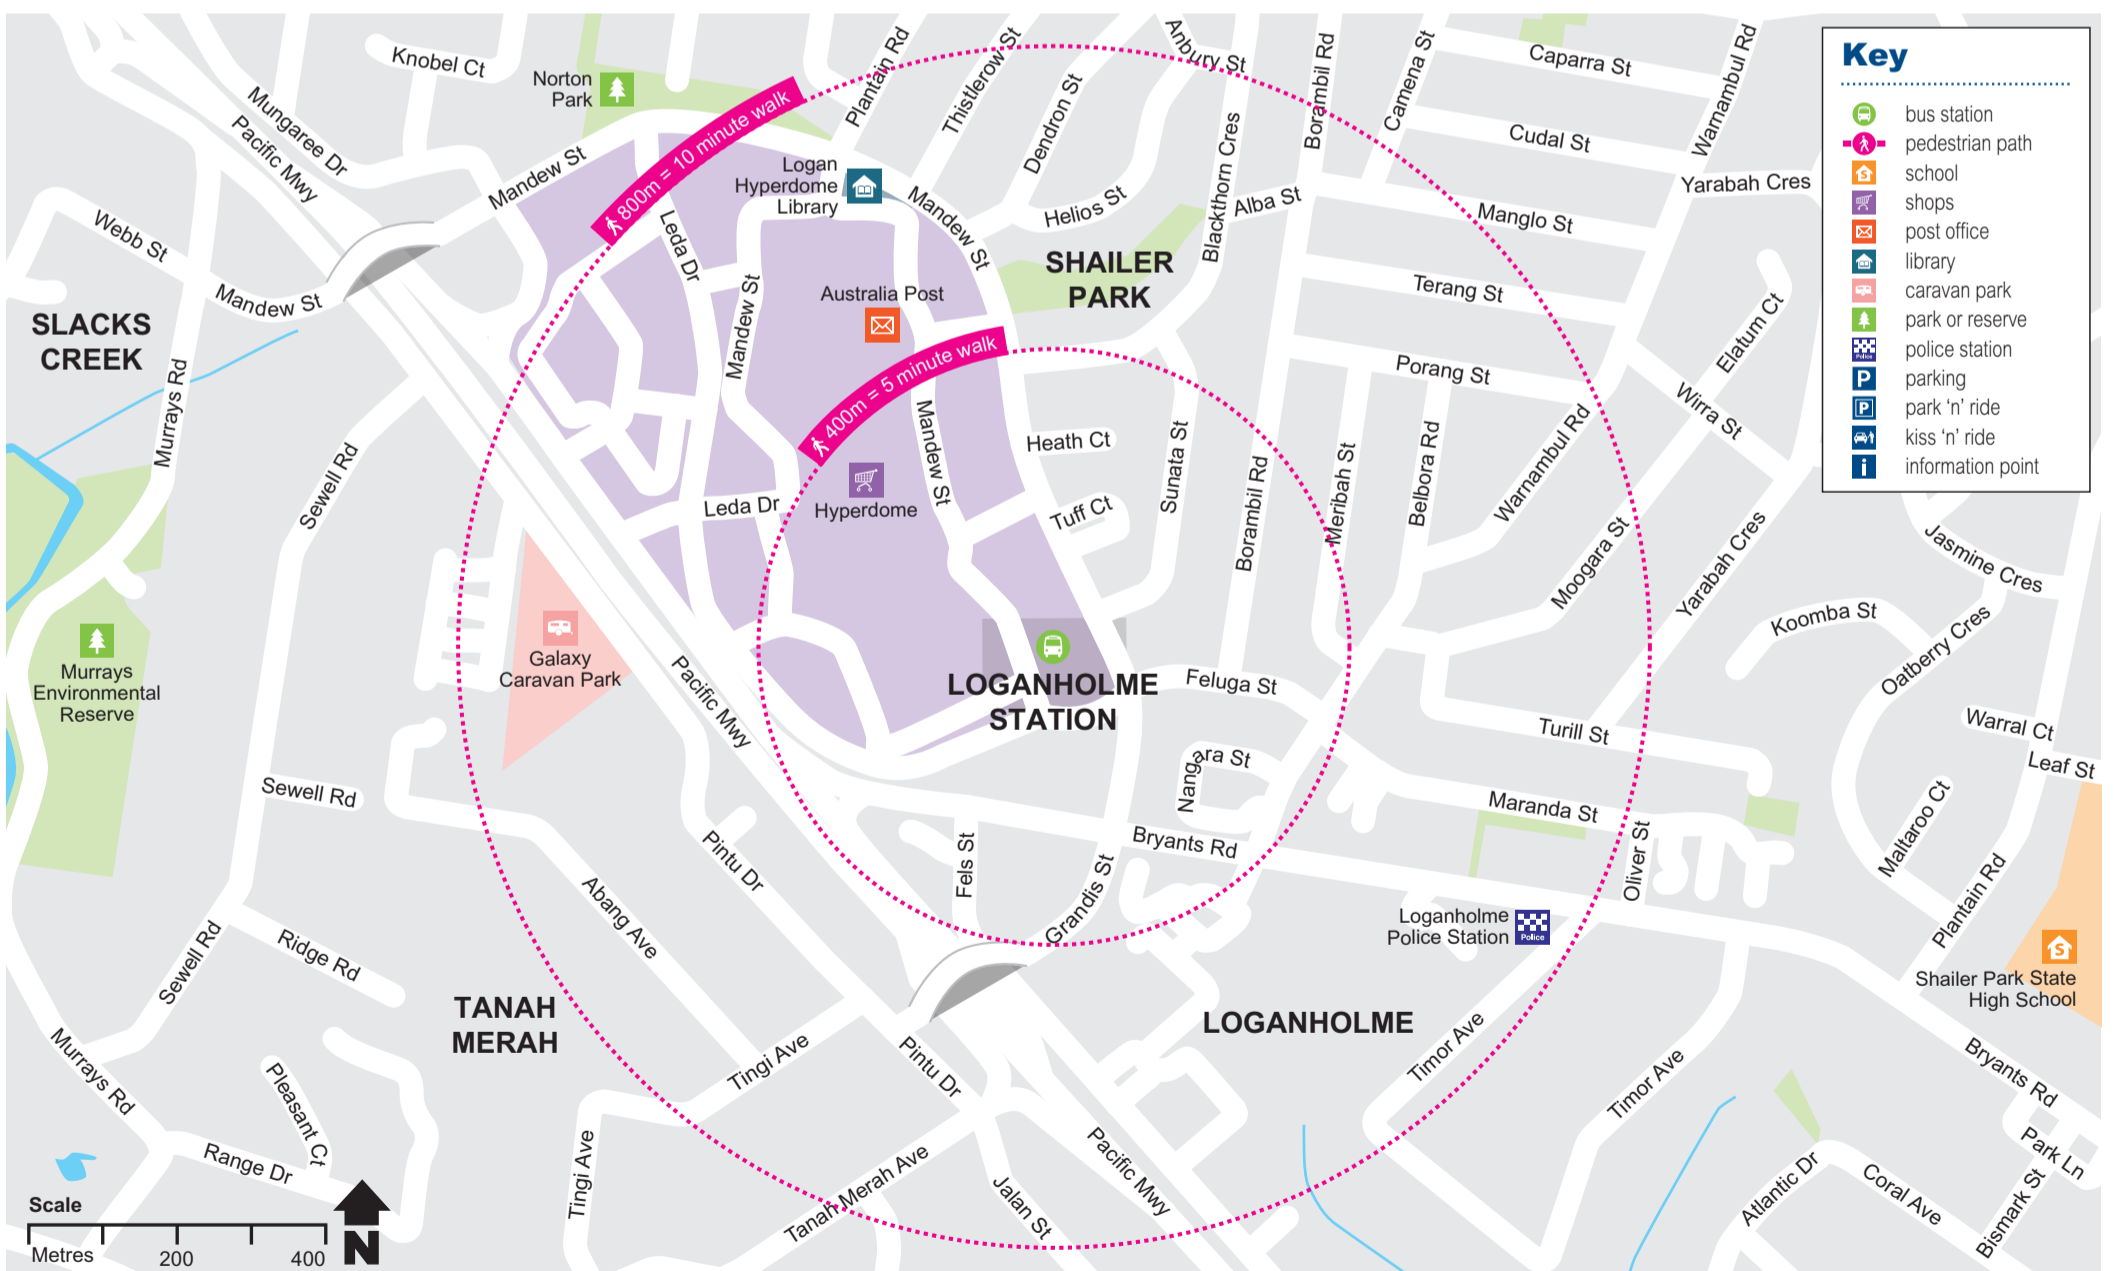 Knobel Ct
Norton
Park
Mungaree Dr
Pacific Mwy
Mandew St
800m = 10 minute walk
Plantain Rd
Thistlerow St
Dendron St
Anbury St
Blackthorn Cres
Borambil Rd
Camena St
Caparra St
Warnambul Rd
Cudal St
Yarabah Cres
Manglo St
Alba St
Helios St
Logan
Hyperdome
Library
Mandew St
Leda Dr
Webb St
Mandew St
SLACKS
CREEK
Murrays Rd
Sewell Rd
Mandew St
Australia Post
SHAILER
PARK
Terang St
Porang St
Elatum Ct
Wirra St
400m = 5 minute walk
Mandew St
Heath Ct
Sunata St
Borambil Rd
Meribah St
Belbora Rd
Warnambul Rd
Moogara St
Yarabah Cres
Leda Dr
Hyperdome
Tuff Ct
Galaxy
Caravan Park
Murrays
Environmental
Reserve
Pacific Mwy
LOGANHOLME
STATION
Feluga St
Nangara St
Turill St
Maranda St
Koomba St
Oatberry Cres
Jasmine Cres
Warral Ct
Leaf St
Maltaroo Ct
Plantain Rd
Sewell Rd
Pintu Dr
Abang Ave
Fels St
Bryants Rd
Grandis St
Oliver St
Loganholme
Police Station
Police
Shailer Park State
High School
S
Sewell Rd
Ridge Rd
TANAH
MERAH
LOGANHOLME
Tingi Ave
Pintu Dr
Timor Ave
Timor Ave
Bryants Rd
Park Ln
Bismark St
Coral Ave
Atlantic Dr
Murrays Rd
Pleasant Ct
Range Dr
Tingi Ave
Tanah Merah Ave
Jalan St
Pacific Mwy
Scale
Metres 200 400
N
Key
bus station
pedestrian path
S school
shops
post office
library
caravan park
park or reserve
Police police station
P parking
P park ‘n’ ride
kiss ‘n’ ride
i information point